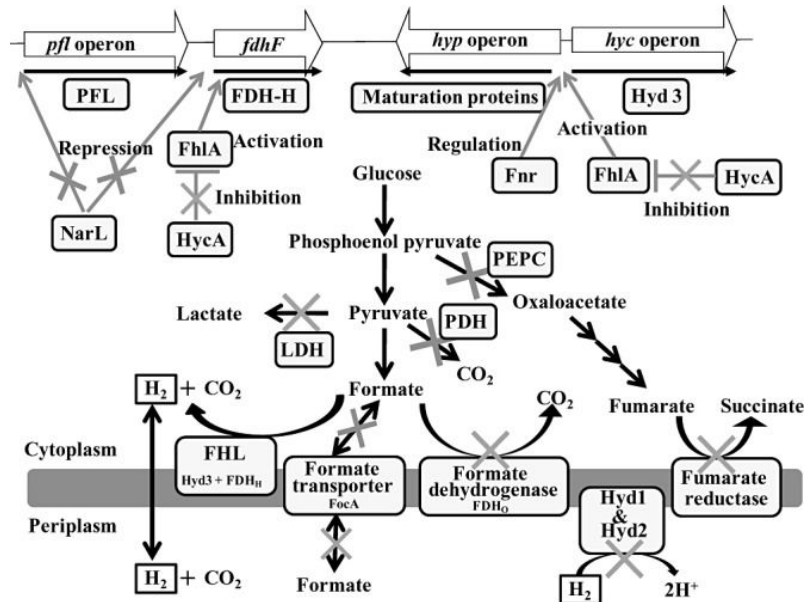 pfl operon fdhF hyp operon hyc operon
PFL FDH-H Maturation proteins Hyd 3
Repression FhlA Activation Regulation Activation
Glucose Fnr FhlA HycA
Inhibition Inhibition
NarL HycA
Phosphoenol pyruvate
PEPC
Oxaloacetate
Lactate Pyruvate PDH
LDH
CO2
H2 + CO2 Formate CO2 Fumarate Succinate
Cytoplasm
FHL
Hyd3 + FDHH
Formate
transporter
FocA
Formate
dehydrogenase
FDHO
Hyd1
&
Hyd2
Fumarate
reductase
Periplasm
H2 + CO2 Formate H2 2H+